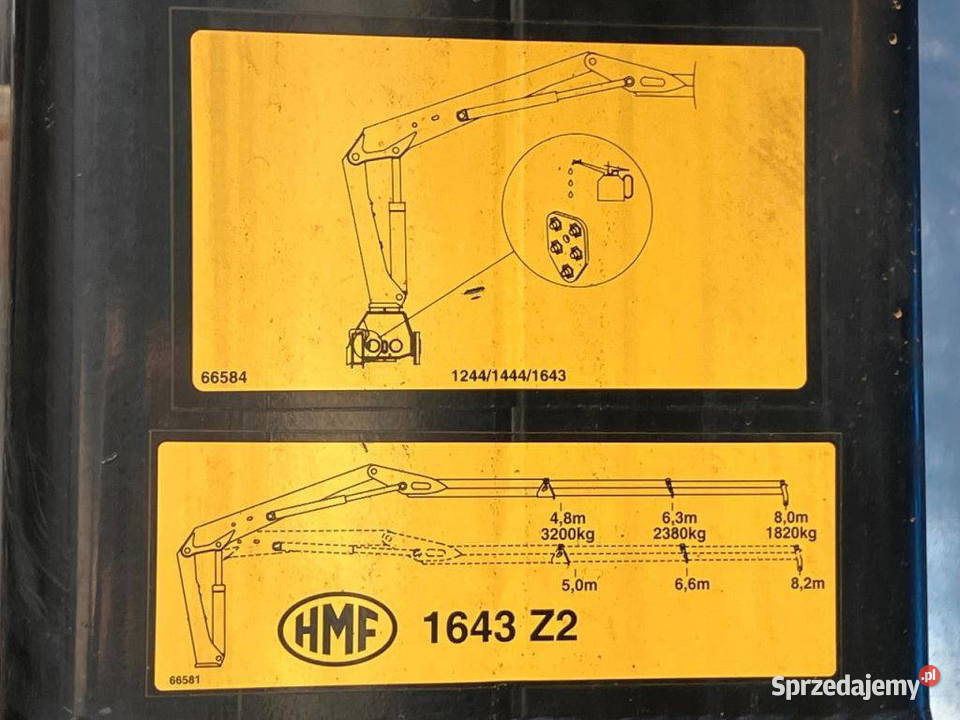 66584
1244/1444/1643
4,8m 6,3m 8,0m
3200kg 2380kg 1820kg
5,0m 6,6m 8,2m
HMF 1643 Z2
66581
Sprzedajemy.pl